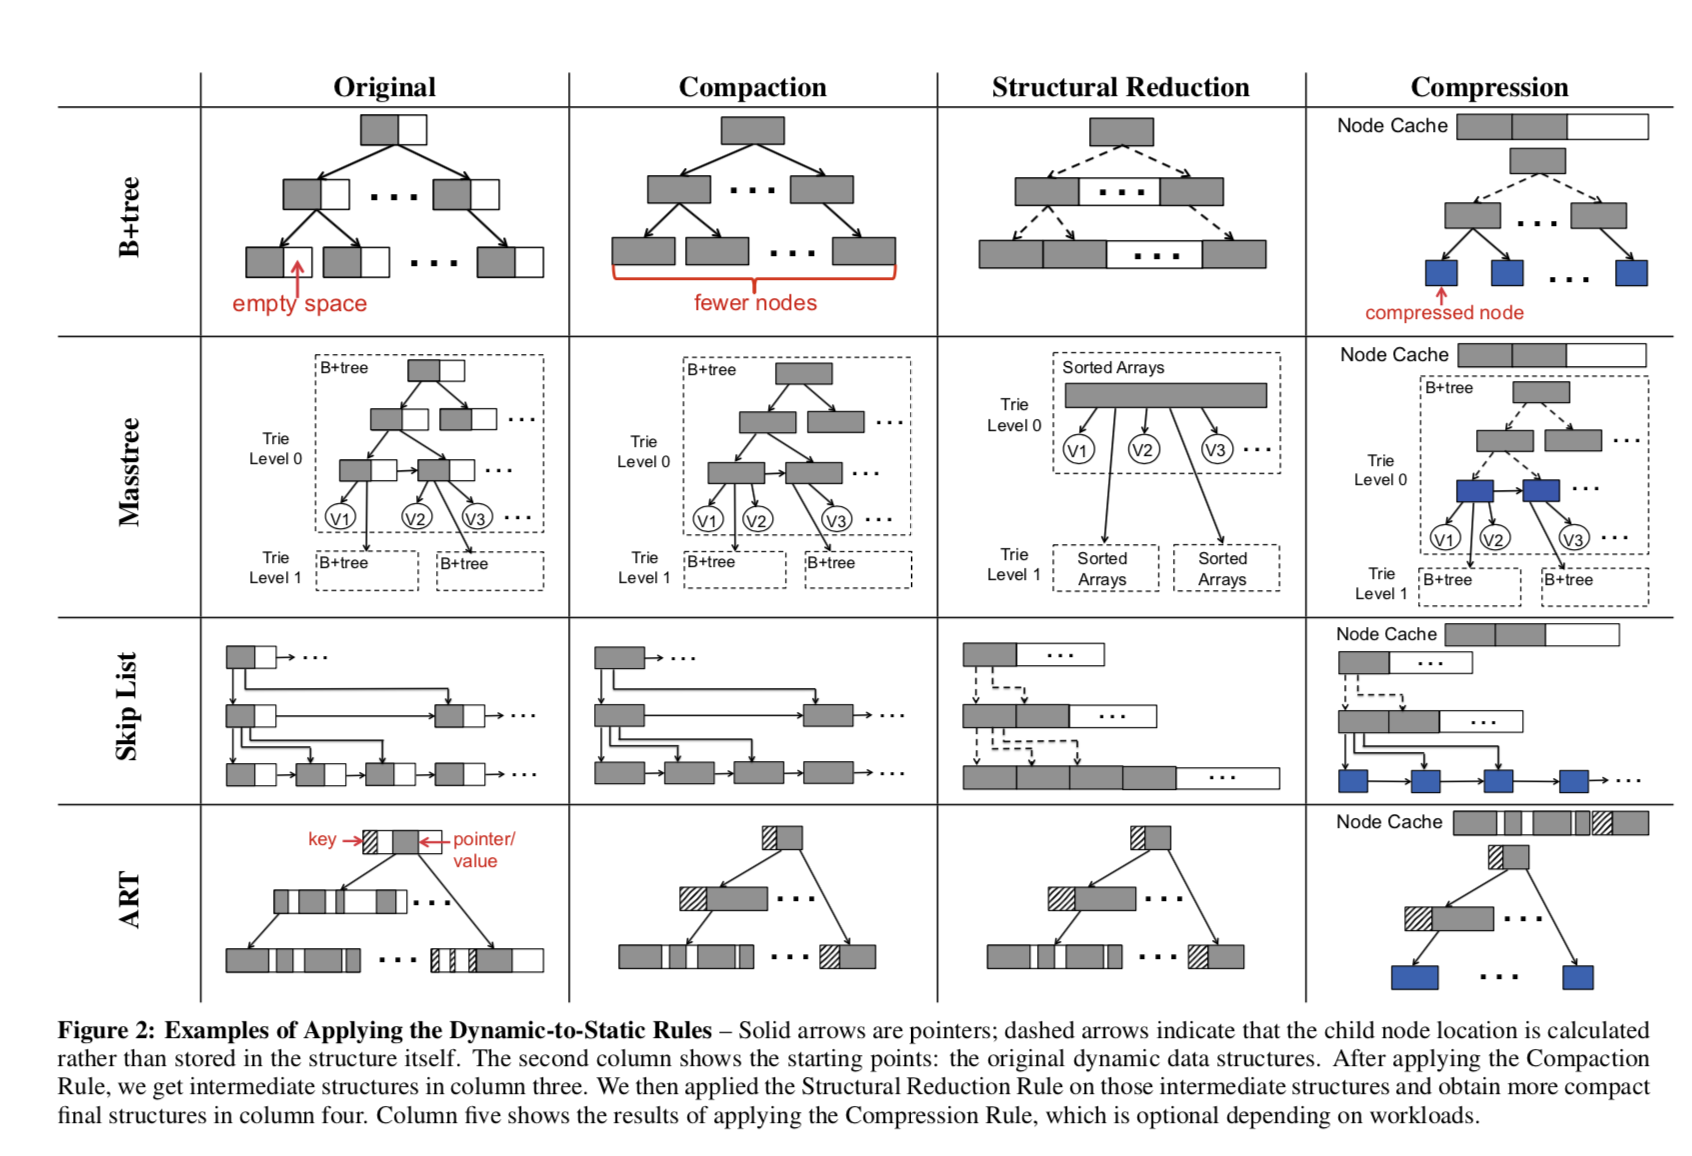 Original Compaction Structural Reduction Compression
B+tree
empty space
fewer nodes
Node Cache
compressed node
Masstree
B+tree
Trie
Level 0
V1 V2 V3
Trie
Level 1
B+tree B+tree
B+tree
Trie
Level 0
V1 V2 V3
Trie
Level 1
B+tree B+tree
Sorted Arrays
Trie
Level 0
V1 V2 V3
Trie
Level 1
Sorted
Arrays
Sorted
Arrays
Node Cache
B+tree
Trie
Level 0
V1 V2 V3
Trie
Level 1
B+tree B+tree
Skip List
Node Cache
ART
key
pointer/
value
Node Cache
Figure 2: Examples of Applying the Dynamic-to-Static Rules – Solid arrows are pointers; dashed arrows indicate that the child node location is calculated
rather than stored in the structure itself. The second column shows the starting points: the original dynamic data structures. After applying the Compaction
Rule, we get intermediate structures in column three. We then applied the Structural Reduction Rule on those intermediate structures and obtain more compact
final structures in column four. Column five shows the results of applying the Compression Rule, which is optional depending on workloads.